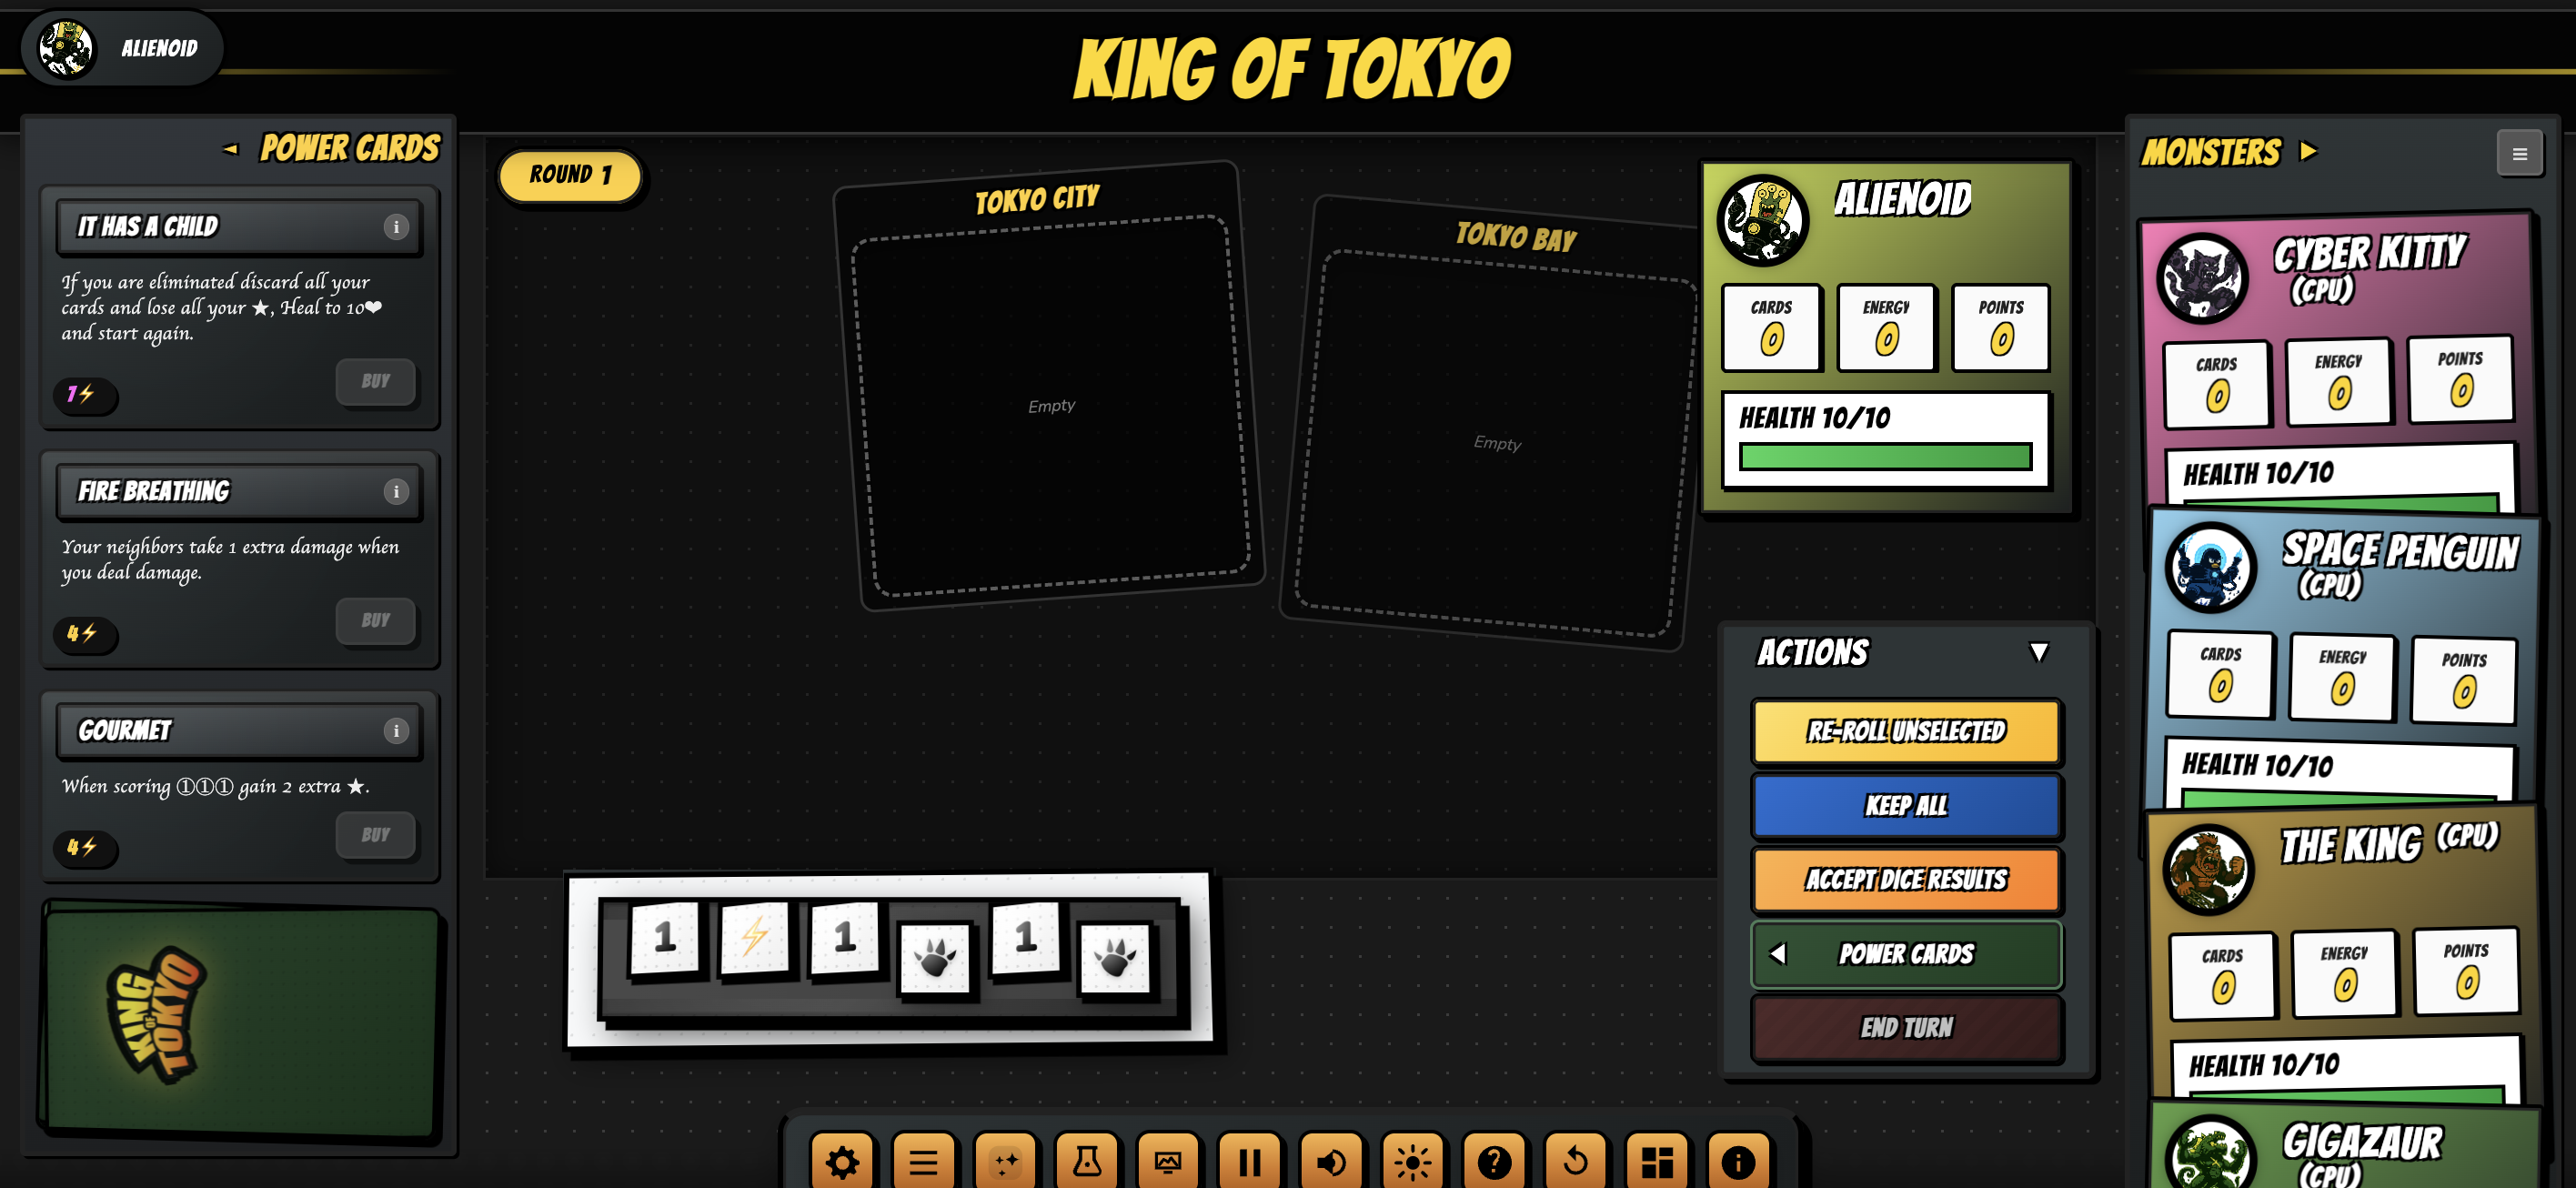 ALIENOID
KING OF TOKYO
POWER CARDS
IT HAS A CHILD
If you are eliminated discard all your
cards and lose all your ★, Heal to 10❤
and start again.
7⚡
BUY
FIRE BREATHING
Your neighbors take 1 extra damage when
you deal damage.
4⚡
BUY
GOURMET
When scoring ①①① gain 2 extra ★.
4⚡
BUY
KING OF TOKYO
ROUND 1
TOKYO CITY
Empty
TOKYO BAY
Empty
ALIENOID
CARDS ENERGY POINTS
0 0 0
HEALTH 10/10
1 ⚡ 1 1
ACTIONS
RE-ROLL UNSELECTED
KEEP ALL
ACCEPT DICE RESULTS
POWER CARDS
END TURN
MONSTERS
CYBER KITTY
(CPU)
CARDS ENERGY POINTS
0 0 0
HEALTH 10/10
SPACE PENGUIN
(CPU)
CARDS ENERGY POINTS
0 0 0
HEALTH 10/10
THE KING (CPU)
CARDS ENERGY POINTS
0 0 0
HEALTH 10/10
GIGAZAUR
(CPU)